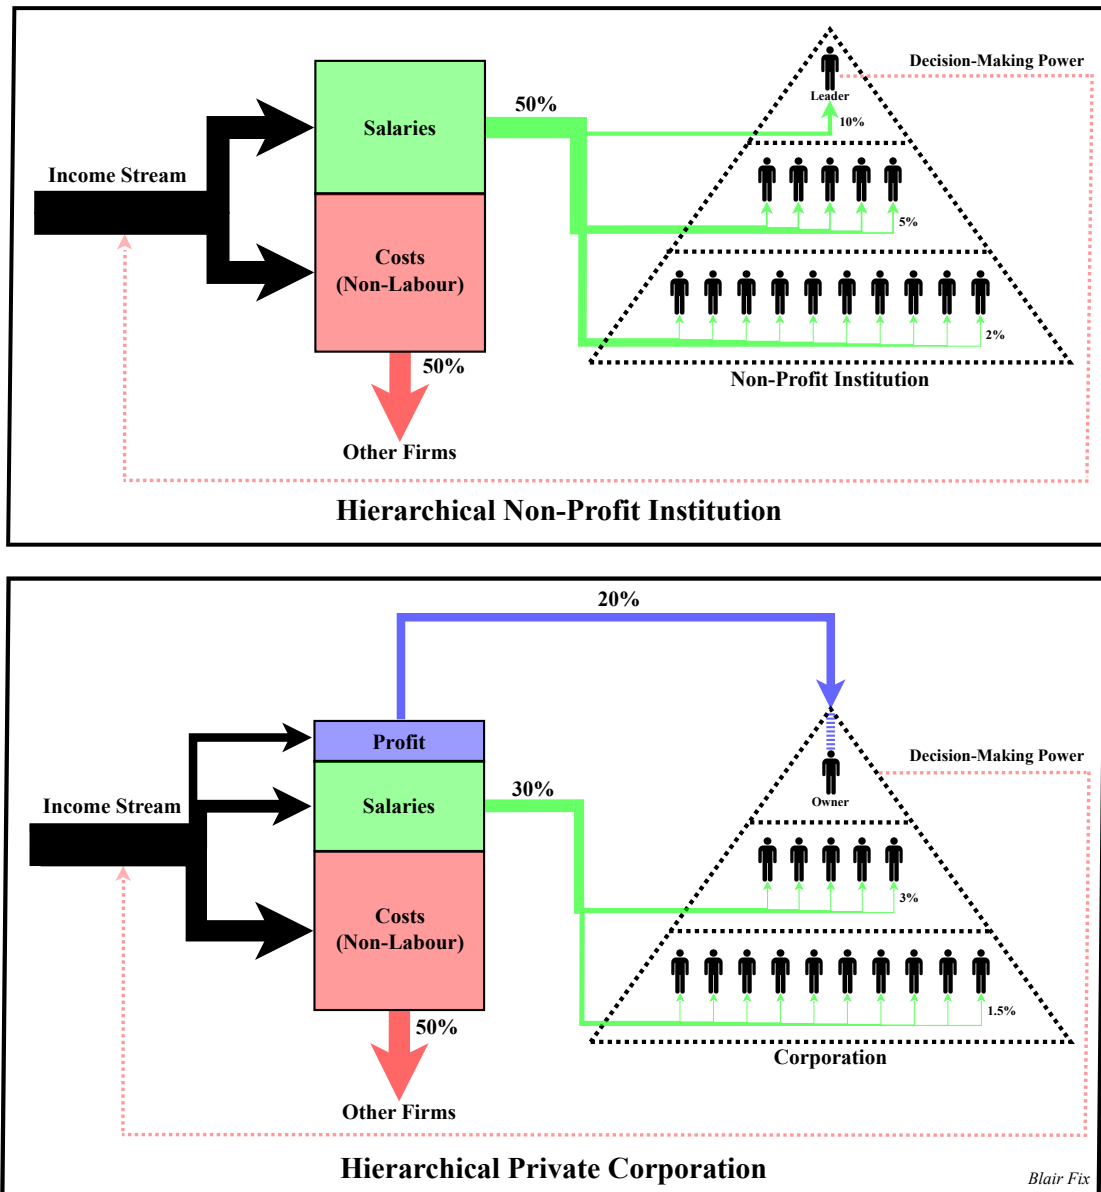 Decision-Making Power
Leader
10%
50%
Salaries
Income Stream
5%
Costs
(Non-Labour)
2%
50%
Non-Profit Institution
Other Firms
Hierarchical Non-Profit Institution
20%
Profit
Decision-Making Power
Owner
30%
Income Stream
Salaries
3%
Costs
(Non-Labour)
1.5%
50%
Corporation
Other Firms
Hierarchical Private Corporation
Blair Fix